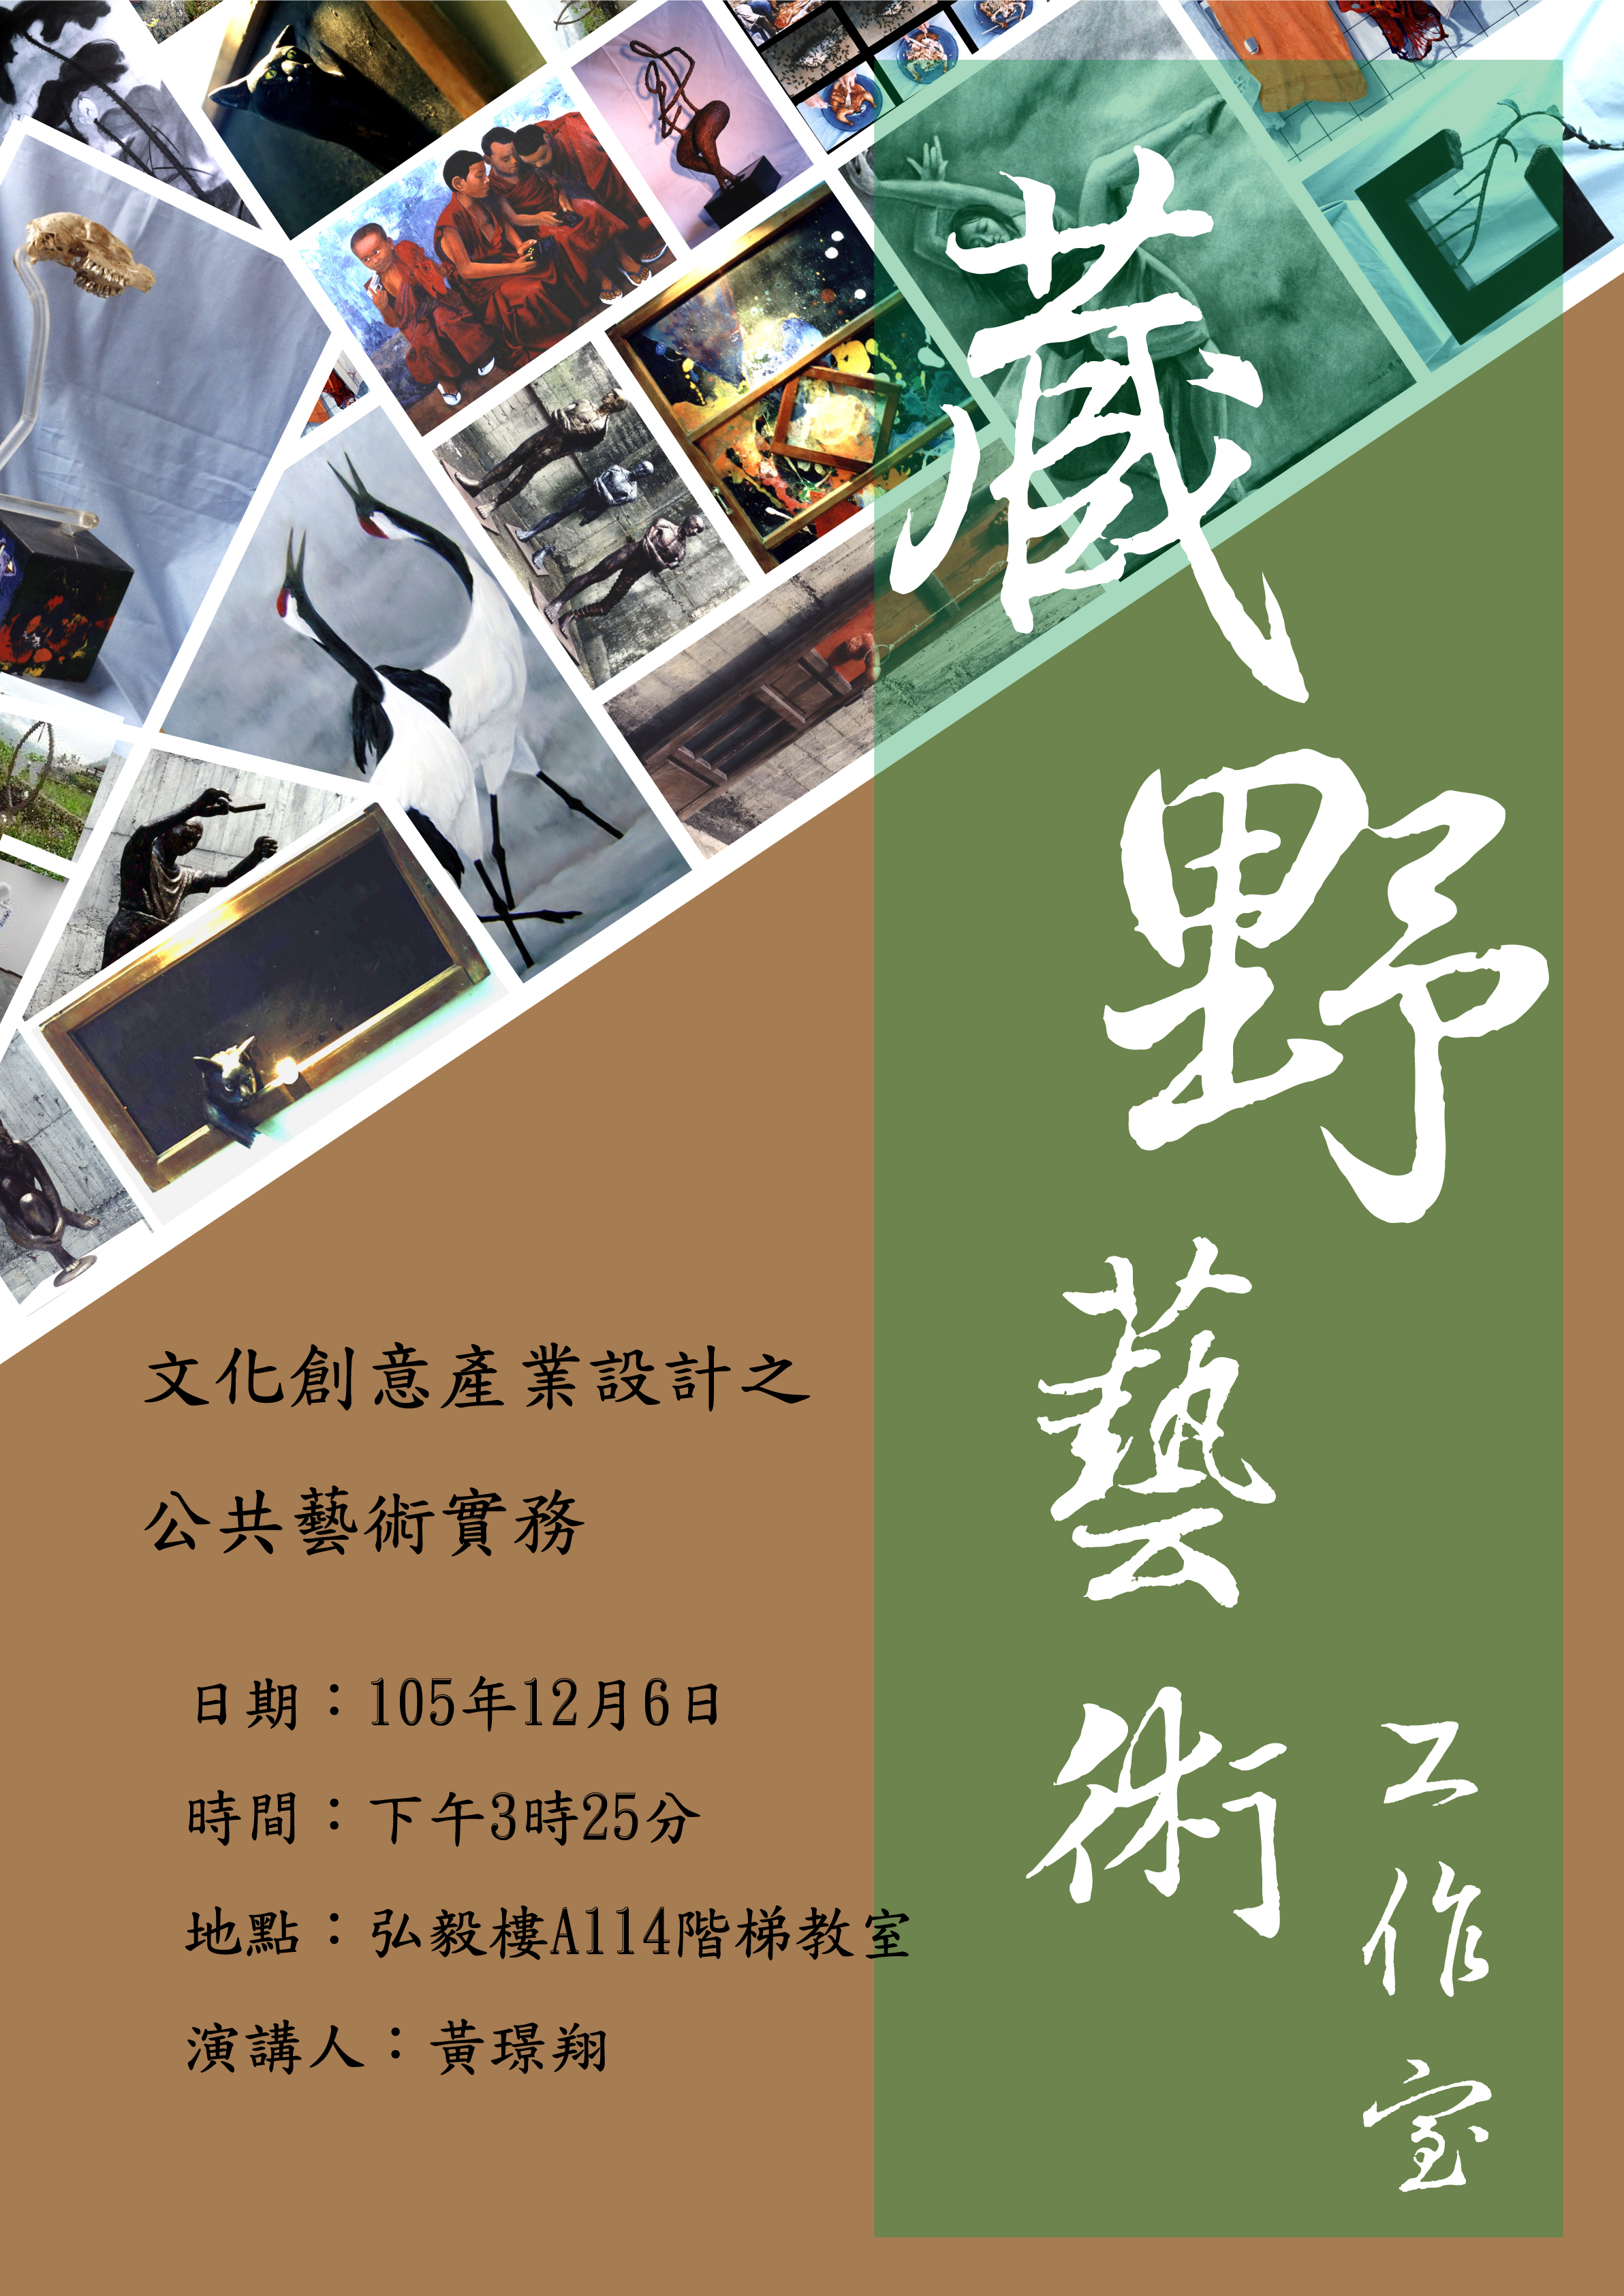 藏野藝術
工作室
文化創意產業設計之
公共藝術實務
日期：105年12月6日
時間：下午3時25分
地點：弘毅樓A114階梯教室
演講人：黃璟翔